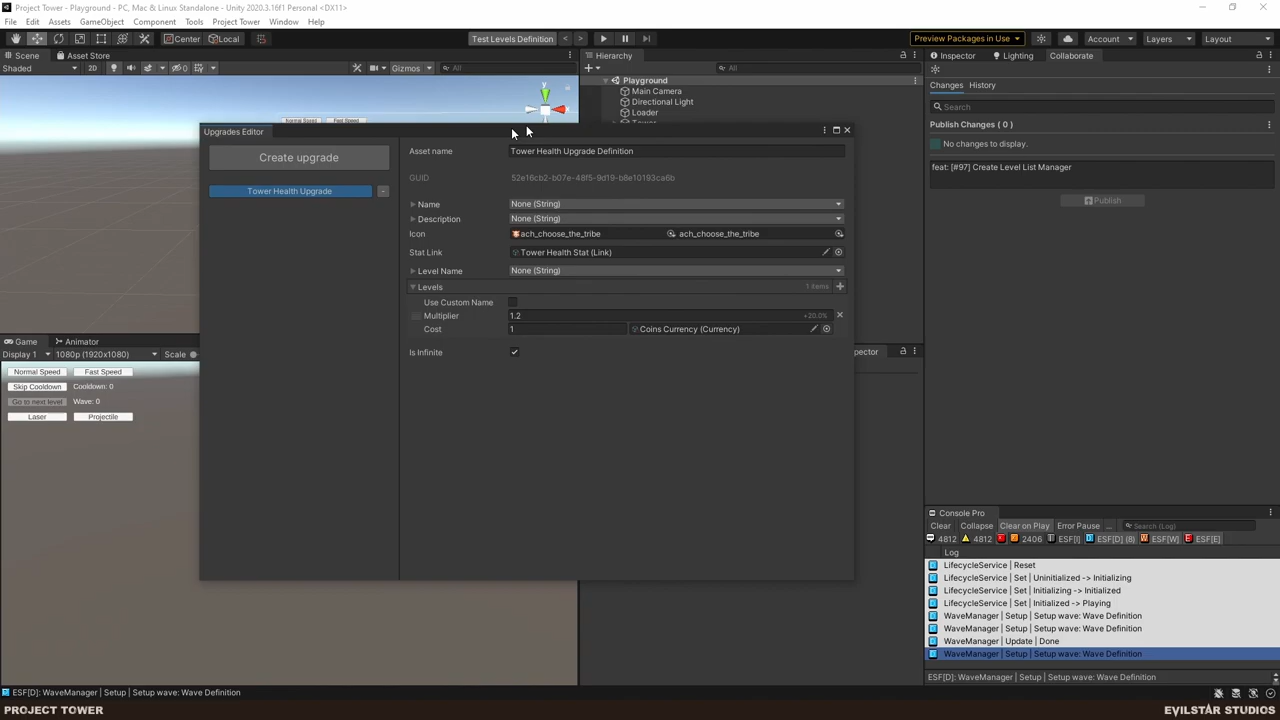 Project Tower - Playground - PC, Mac & Linux Standalone - Unity 2020.3.16f1 Personal <DX11>
File Edit Assets GameObject Component Tools Project Tower Window Help
Center Local Test Levels Definition < > Preview Packages in Use Account Layers Layout
Scene Asset Store
Shaded 2D 0 Gizmos All
Normal Speed Fast Speed
y
Hierarchy
All
Playground
Main Camera
Directional Light
Loader
Upgrades Editor
Create upgrade
Tower Health Upgrade -
Asset name Tower Health Upgrade Definition
GUID 52e16cb2-b07e-48f5-9d19-b8e10193ca6b
Name None (String)
Description None (String)
Icon ach_choose_the_tribe ach_choose_the_tribe
Stat Link Tower Health Stat (Link)
Level Name None (String)
Levels 1 items
Use Custom Name
Multiplier 1.2 +20.0%
Cost 1 Coins Currency (Currency)
Is Infinite
Game Animator
Display 1 1080p (1920x1080) Scale
Normal Speed Fast Speed
Skip Cooldown Cooldown: 0
Go to next level Wave: 0
Laser Projectile
pector
Inspector Lighting Collaborate
Changes History
Search
Publish Changes ( 0 )
No changes to display.
feat: [#97] Create Level List Manager
Publish
Console Pro
Clear Collapse Clear on Play Error Pause ... (Log)
4812 4812 2406 ESF[I] ESF[D] (8) ESF[W] ESF[E]
Log
LifecycleService | Reset
LifecycleService | Set | Uninitialized -> Initializing
LifecycleService | Set | Initializing -> Initialized
LifecycleService | Set | Initialized -> Playing
WaveManager | Setup | Setup wave: Wave Definition
WaveManager | Setup | Setup wave: Wave Definition
WaveManager | Update | Done
WaveManager | Setup | Setup wave: Wave Definition
ESF[D]: WaveManager | Setup | Setup wave: Wave Definition
ESF[D]: WaveManager | Setup | Setup wave: Wave Definition
PROJECT TOWER
EVILSTAR STUDIOS